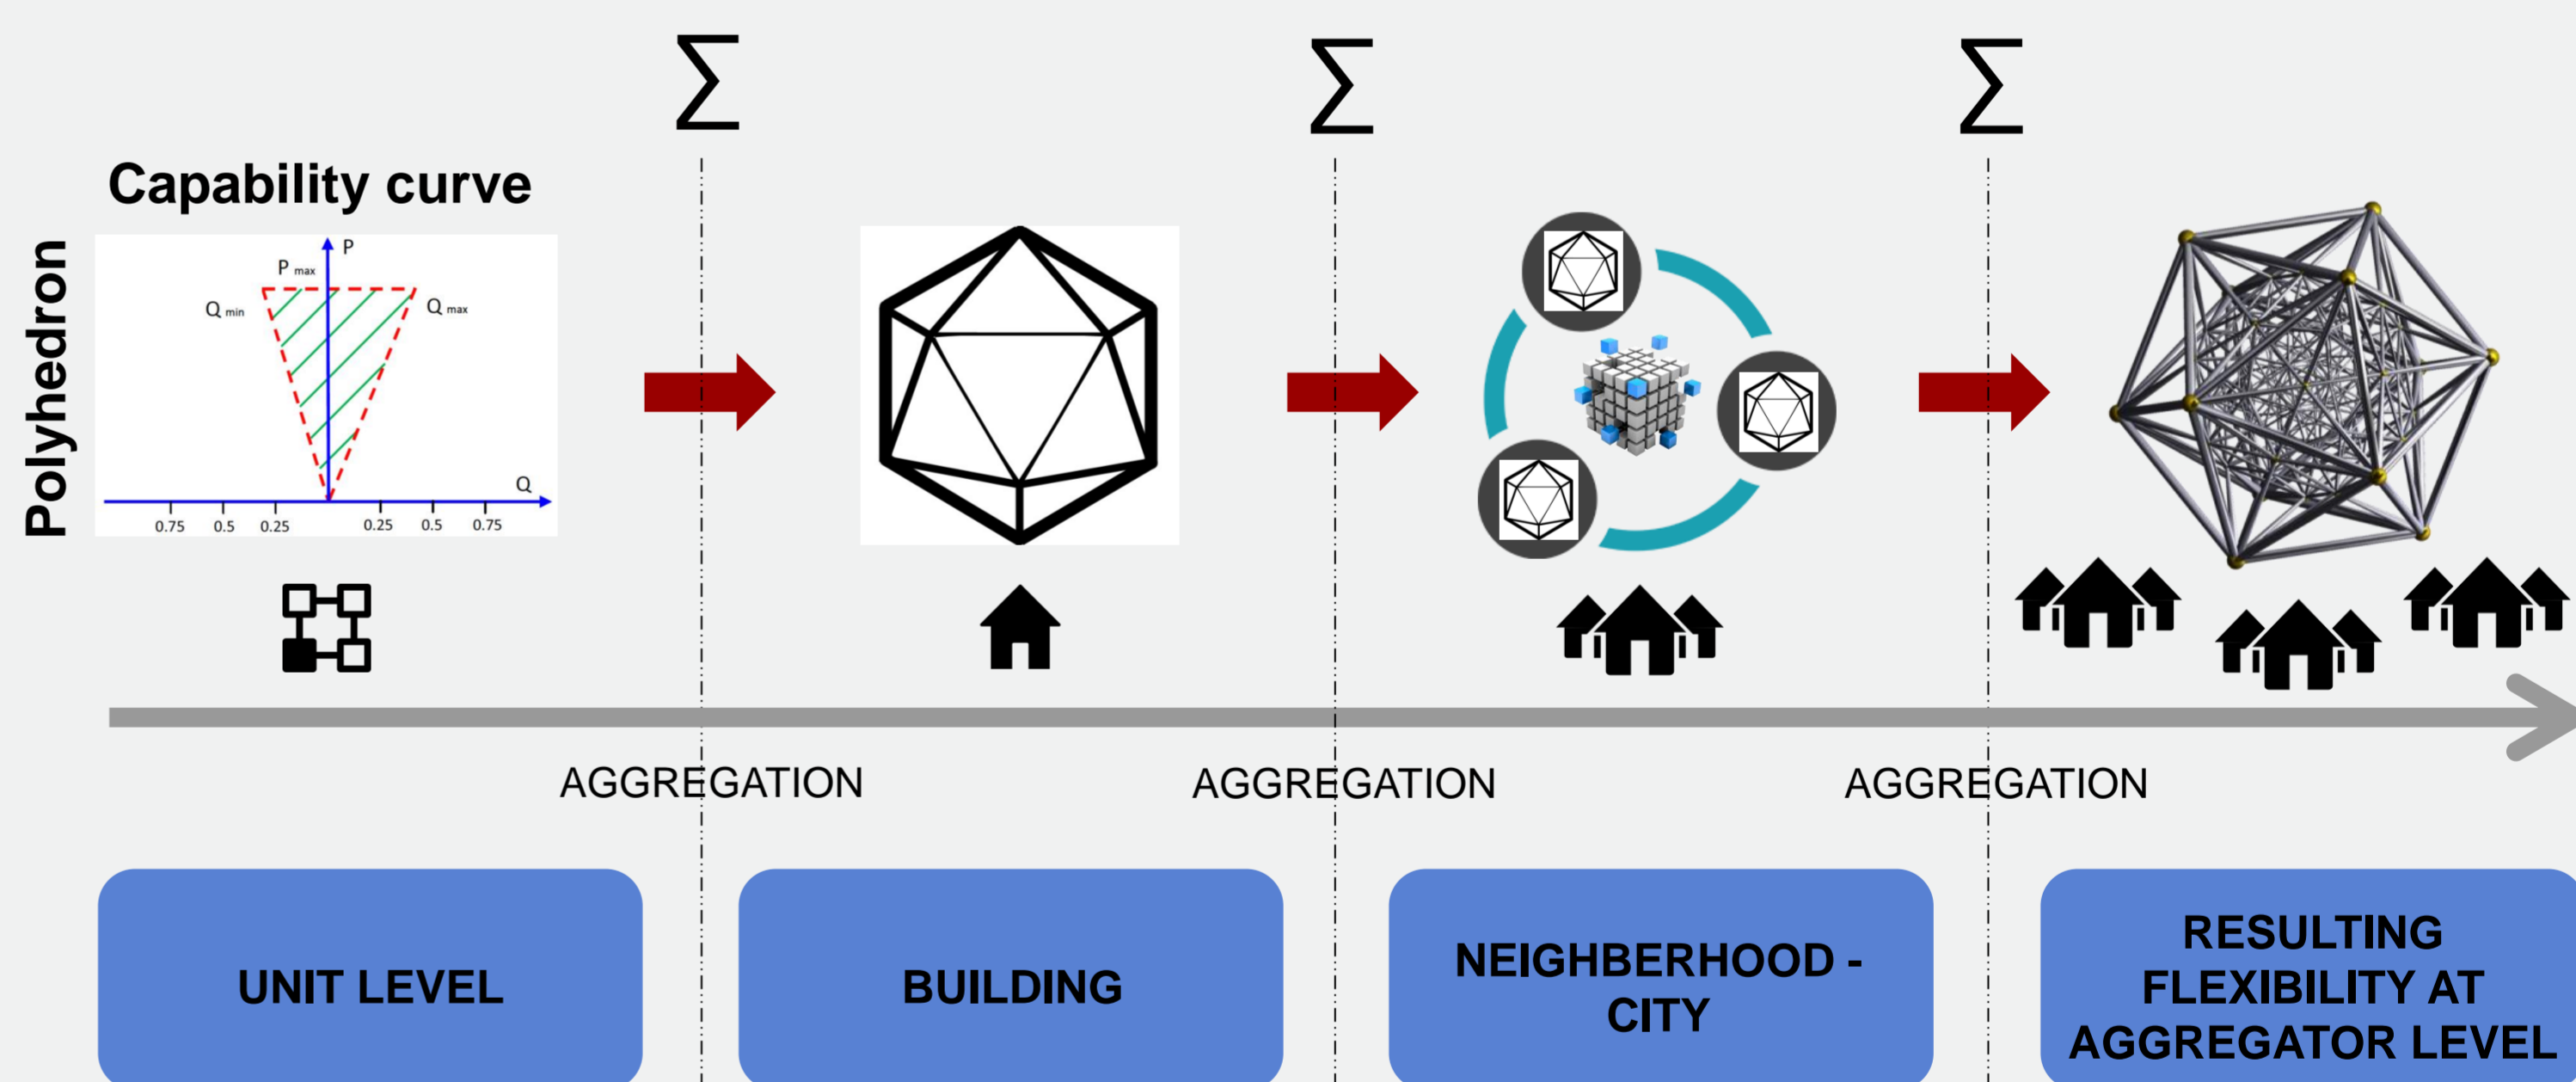 ∑ ∑ ∑
Capability curve
Polyhedron
P
P max
Q min
Q max
Q
0.75 0.5 0.25 0.25 0.5 0.75
AGGREGATION AGGREGATION AGGREGATION
UNIT LEVEL
BUILDING
NEIGHBERHOOD -
CITY
RESULTING
FLEXIBILITY AT
AGGREGATOR LEVEL